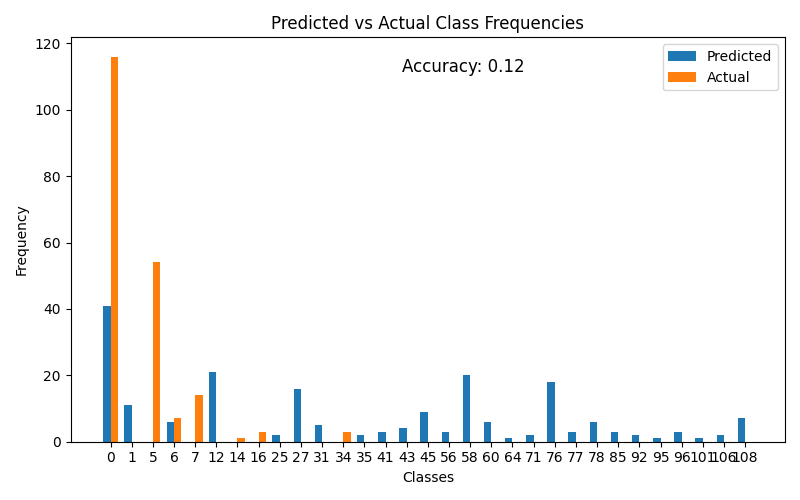 Predicted vs Actual Class Frequencies
Accuracy: 0.12
Predicted
Actual
Frequency
120
100
80
60
40
20
0
0 1 5 6 7 12 14 16 25 27 31 34 35 41 43 45 56 58 60 64 71 76 77 78 85 92 95 96 101 106 108
Classes